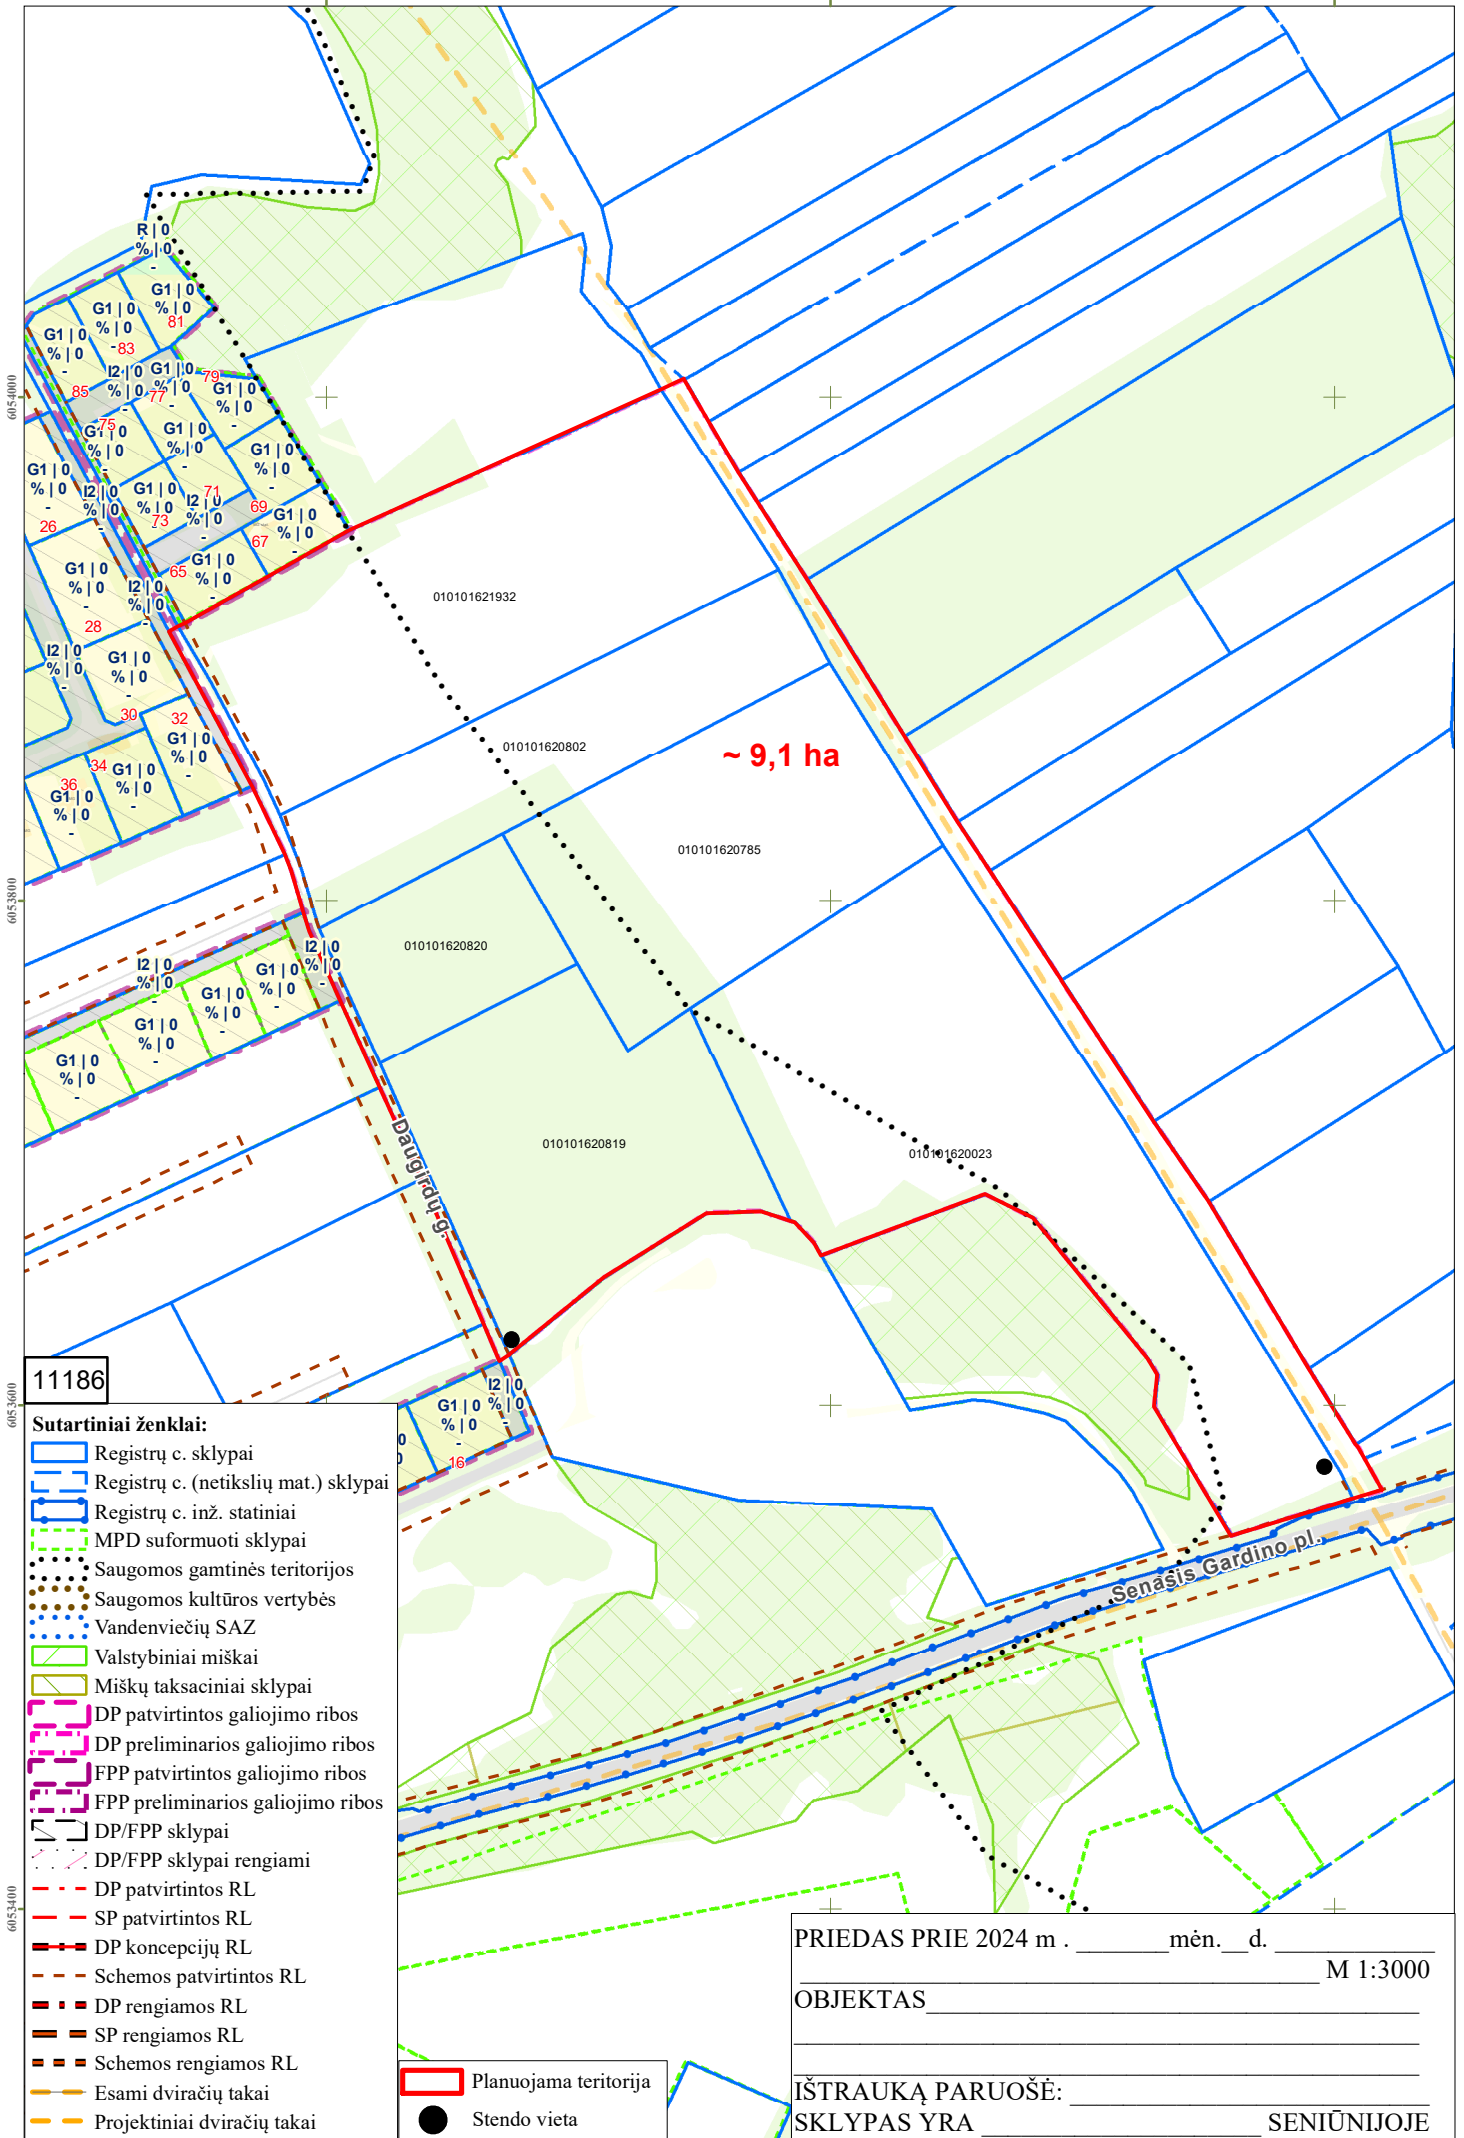 6054000
6053800
6053600
6053400
R | 0
% | 0
-
G1 | 0
% | 0
81
G1 | 0
% | 0
-
83
G1 | 0
% | 0
-
85
I2 | 0
% | 0
-
G1 | 0
% | 0
-
77
79
G1 | 0
% | 0
-
75
G1 | 0
% | 0
-
G1 | 0
% | 0
-
G1 | 0
% | 0
-
G1 | 0
% | 0
-
26
I2 | 0
% | 0
-
G1 | 0
% | 0
-
73
71
I2 | 0
% | 0
-
69
G1 | 0
% | 0
-
67
65
G1 | 0
% | 0
-
G1 | 0
% | 0
-
28
I2 | 0
% | 0
-
I2 | 0
% | 0
-
G1 | 0
% | 0
-
30
32
G1 | 0
% | 0
-
34
G1 | 0
% | 0
-
36
G1 | 0
% | 0
-
010101621932
010101620802
~ 9,1 ha
010101620785
010101620820
I2 | 0
% | 0
-
I2 | 0
% | 0
-
G1 | 0
% | 0
-
G1 | 0
% | 0
-
G1 | 0
% | 0
-
G1 | 0
% | 0
-
Daugirdų g.
010101620819
010101620023
I2 | 0
% | 0
-
G1 | 0
% | 0
-
16
Senasis Gardino pl.
11186
Sutartiniai ženklai:
Registrų c. sklypai
Registrų c. (netikslių mat.) sklypai
Registrų c. inž. statiniai
MPD suformuoti sklypai
Saugomos gamtinės teritorijos
Saugomos kultūros vertybės
Vandenviečių SAZ
Valstybiniai miškai
Miškų taksaciniai sklypai
DP patvirtintos galiojimo ribos
DP preliminarios galiojimo ribos
FPP patvirtintos galiojimo ribos
FPP preliminarios galiojimo ribos
DP/FPP sklypai
DP/FPP sklypai rengiami
DP patvirtintos RL
SP patvirtintos RL
DP koncepcijų RL
Schemos patvirtintos RL
DP rengiamos RL
SP rengiamos RL
Schemos rengiamos RL
Esami dviračių takai
Projektiniai dviračių takai
Planuojama teritorija
Stendo vieta
PRIEDAS PRIE 2024 m . _______mėn.__d. ____________
M 1:3000
OBJEKTAS
IŠTRAUKĄ PARUOŠĖ:
SKLYPAS YRA _____________________ SENIŪNIJOJE